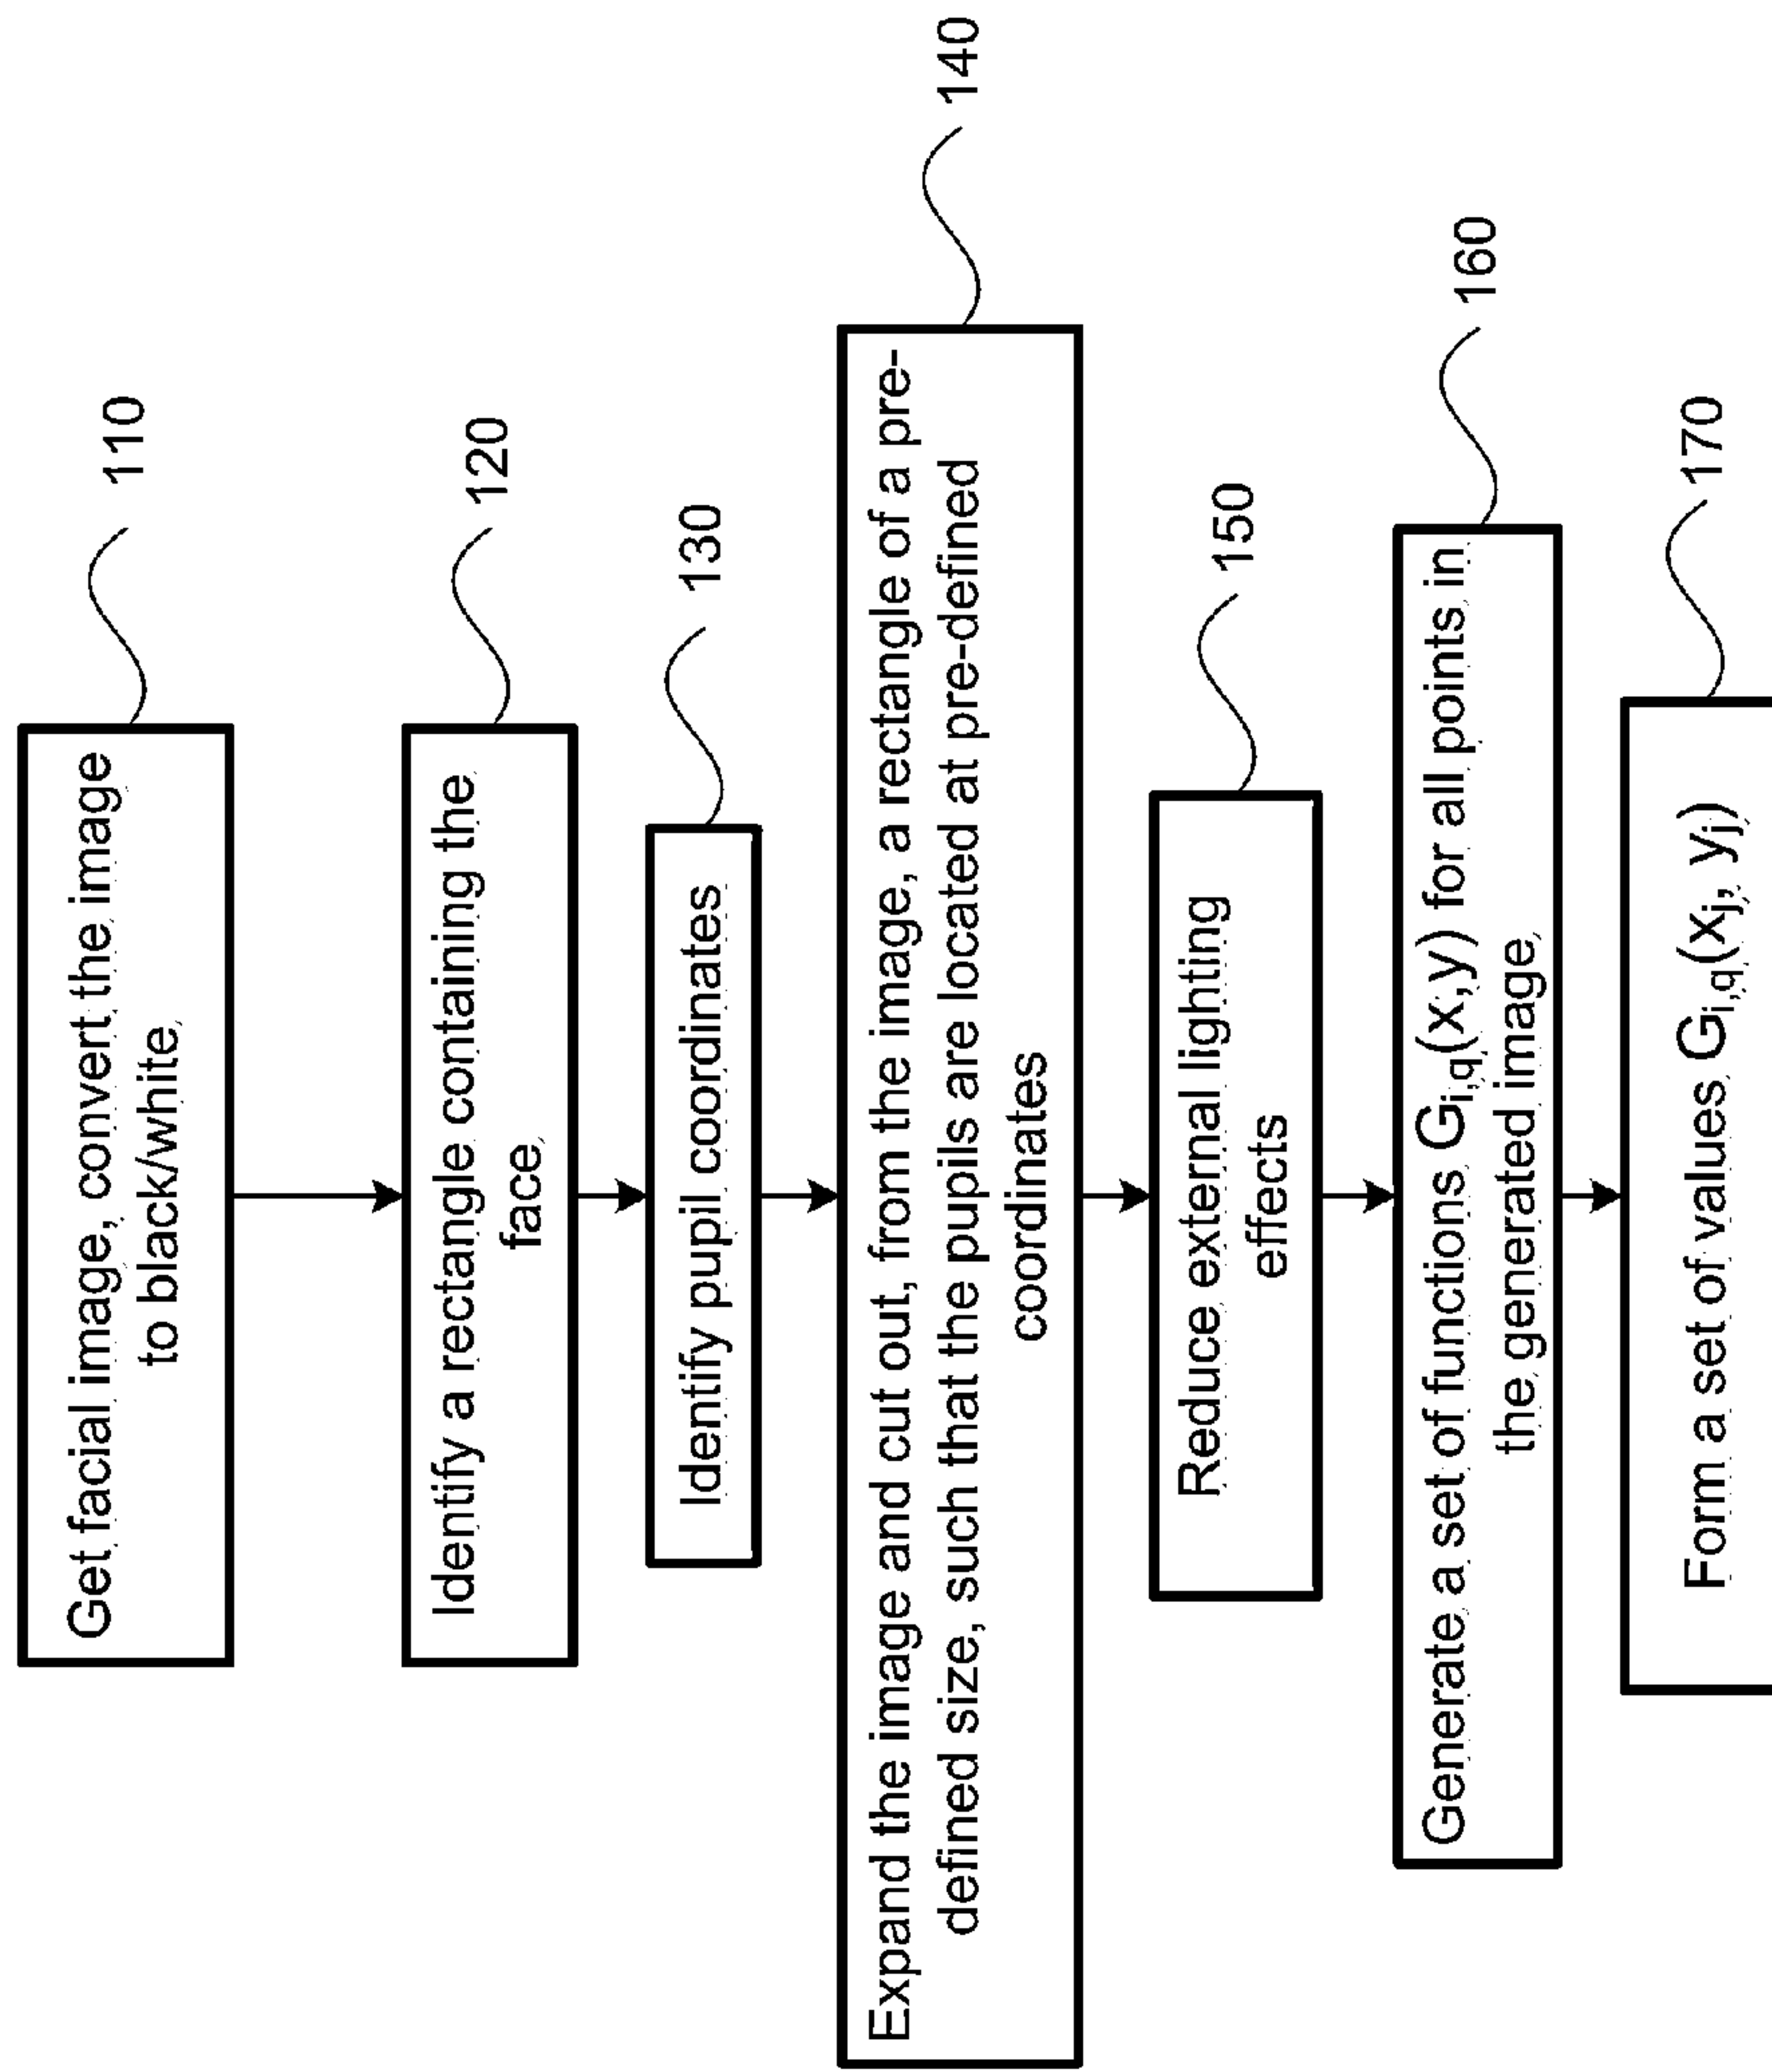 Get facial image, convert the image
to black/white
110
Identify a rectangle containing the
face
120
Identify pupil coordinates
130
Expand the image and cut out, from the image, a rectangle of a pre-
defined size, such that the pupils are located at pre-defined
coordinates
140
Reduce external lighting
effects
150
Generate a set of functions Gi,q(x,y) for all points in
the generated image
160
Form a set of values Gi,q(xj, yj)
170